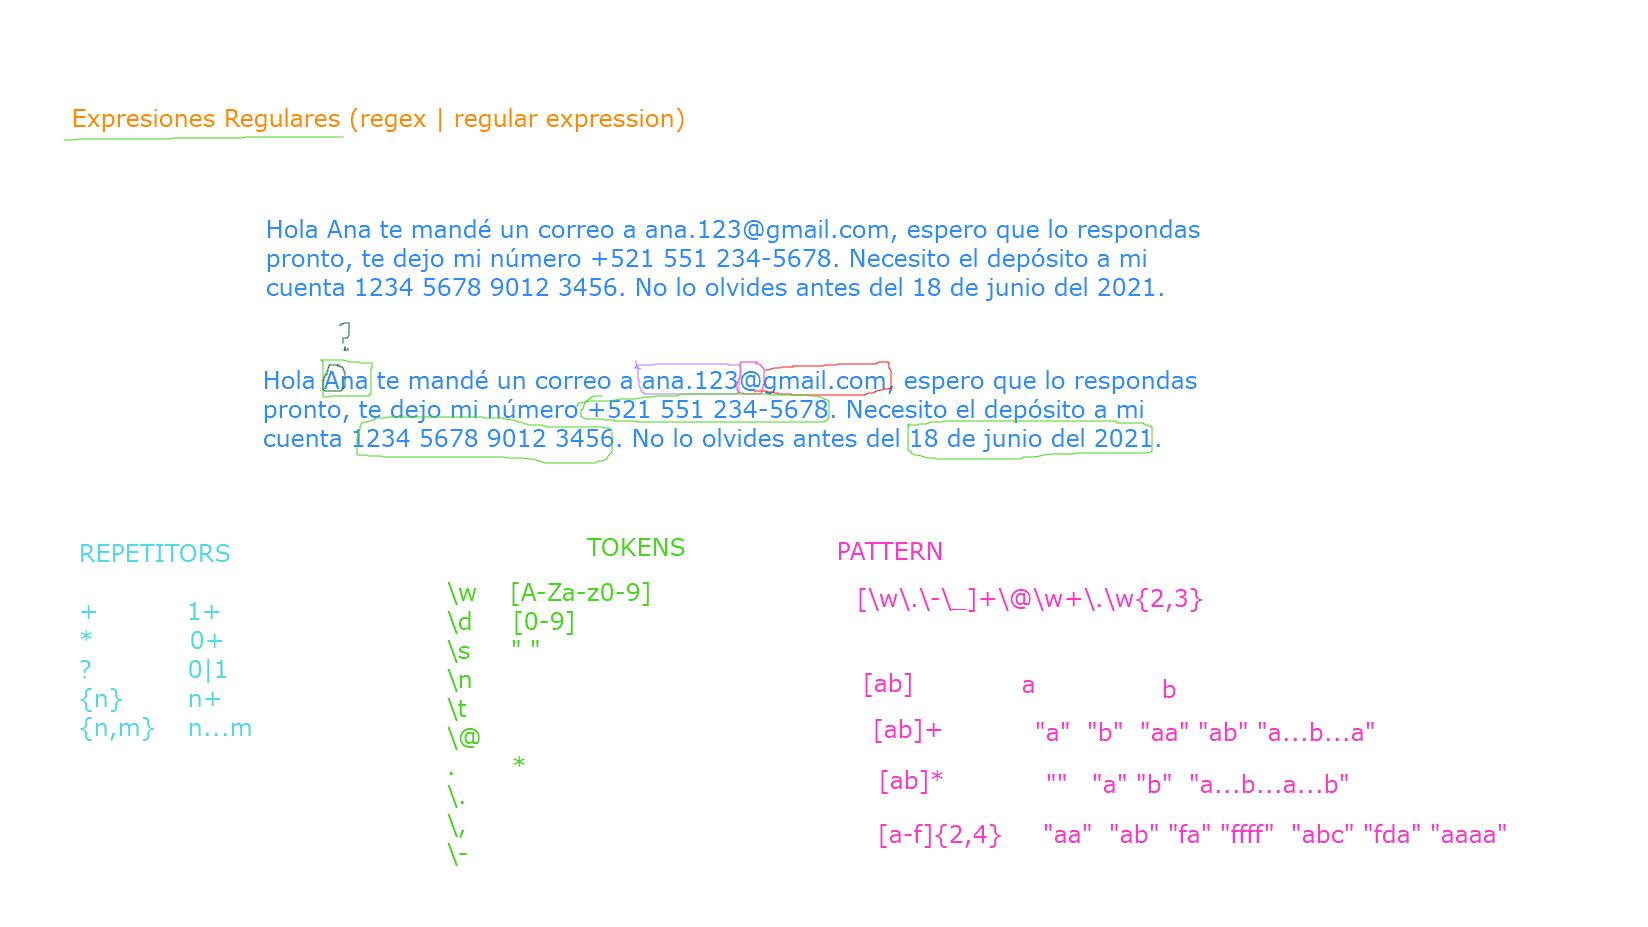 Expresiones Regulares (regex | regular expression)
Hola Ana te mandé un correo a ana.123@gmail.com, espero que lo respondas
pronto, te dejo mi número +521 551 234-5678. Necesito el depósito a mi
cuenta 1234 5678 9012 3456. No lo olvides antes del 18 de junio del 2021.
?
Hola Ana te mandé un correo a ana.123@gmail.com, espero que lo respondas
pronto, te dejo mi número +521 551 234-5678. Necesito el depósito a mi
cuenta 1234 5678 9012 3456. No lo olvides antes del 18 de junio del 2021.
REPETITORS
+ 1+
* 0+
? 0|1
{n} n+
{n,m} n...m
TOKENS
\w [A-Za-z0-9]
\d [0-9]
\s " "
\n
\t
\@
. *
\.
\,
\-
PATTERN
[\w\.\-\_]+\@\w+\.\w{2,3}
[ab] a b
[ab]+ "a" "b" "aa" "ab" "a...b...a"
[ab]* "" "a" "b" "a...b...a...b"
[a-f]{2,4} "aa" "ab" "fa" "ffff" "abc" "fda" "aaaa"